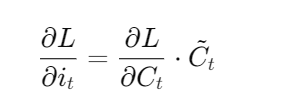 ∂L/∂i_t = ∂L/∂C_t · C̃_t